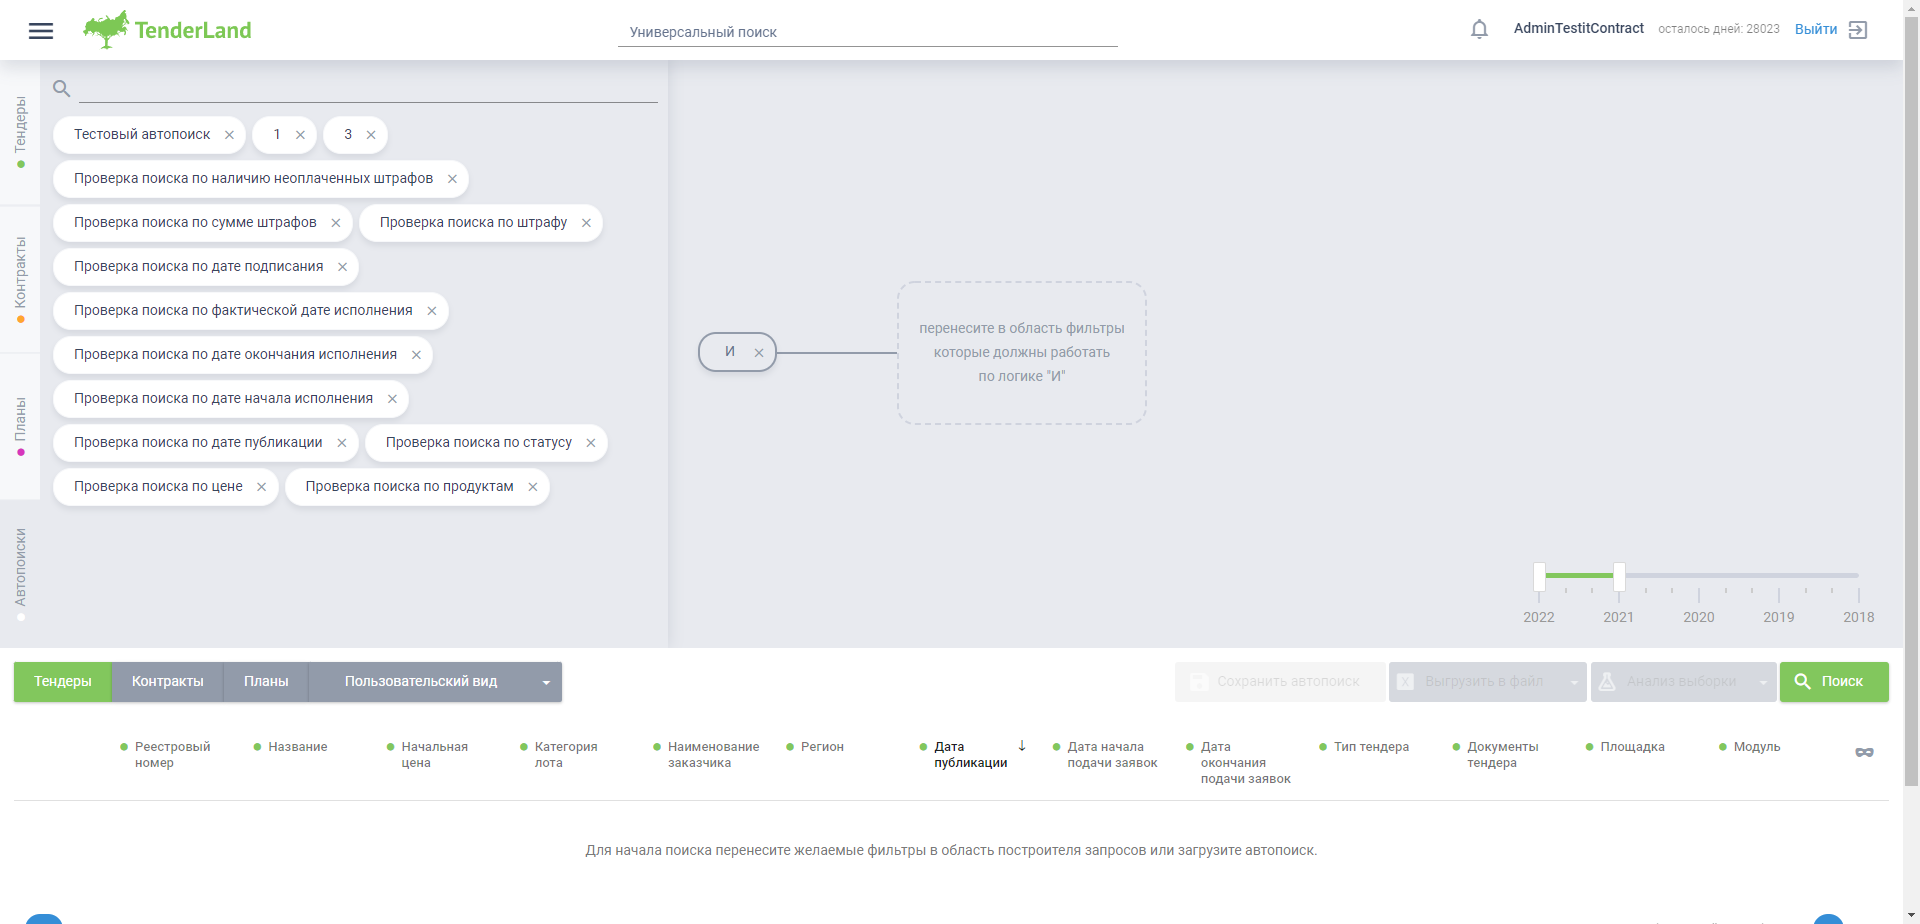 TenderLand
Универсальный поиск
AdminTestitContract
осталось дней: 28023
Выйти
Тендеры
Контракты
Планы
Автопоиски
Тестовый автопоиск
1
3
Проверка поиска по наличию неоплаченных штрафов
Проверка поиска по сумме штрафов
Проверка поиска по штрафу
Проверка поиска по дате подписания
Проверка поиска по фактической дате исполнения
Проверка поиска по дате окончания исполнения
Проверка поиска по дате начала исполнения
Проверка поиска по дате публикации
Проверка поиска по статусу
Проверка поиска по цене
Проверка поиска по продуктам
И
перенесите в область фильтры
которые должны работать
по логике "И"
2022
2021
2020
2019
2018
Тендеры
Контракты
Планы
Пользовательский вид
Сохранить автопоиск
Выгрузить в файл
Анализ выборки
Поиск
Реестровый
номер
Название
Начальная
цена
Категория
лота
Наименование
заказчика
Регион
Дата
публикации
Дата начала
подачи заявок
Дата
окончания
подачи заявок
Тип тендера
Документы
тендера
Площадка
Модуль
Для начала поиска перенесите желаемые фильтры в область построителя запросов или загрузите автопоиск.